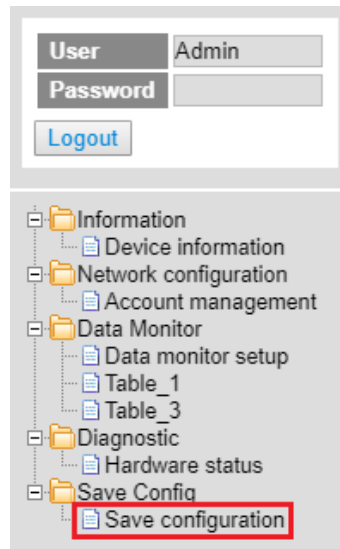 User Admin
Password
Logout
Information
Device information
Network configuration
Account management
Data Monitor
Data monitor setup
Table_1
Table_3
Diagnostic
Hardware status
Save Config
Save configuration